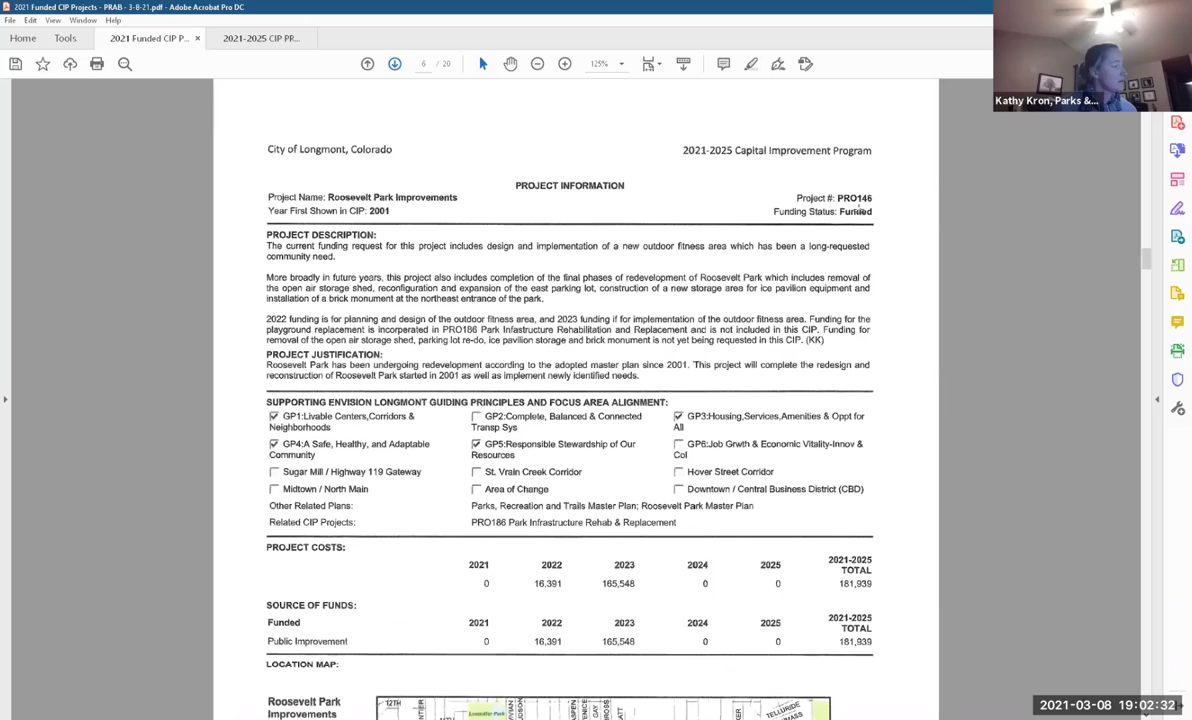 2021 Funded CIP Projects - PRAB - 3-8-21.pdf - Adobe Acrobat Pro DC
File Edit View Window Help
Home Tools 2021 Funded CIP P... × 2021-2025 CIP PR...
6 / 20 125%
Kathy Kron, Parks &...
City of Longmont, Colorado 2021-2025 Capital Improvement Program
PROJECT INFORMATION
Project Name: Roosevelt Park Improvements Project #: PRO146
Year First Shown in CIP: 2001 Funding Status: Funded
PROJECT DESCRIPTION:
The current funding request for this project includes design and implementation of a new outdoor fitness area which has been a long-requested
community need.
More broadly in future years, this project also includes completion of the final phases of redevelopment of Roosevelt Park which includes removal of
the open air storage shed, reconfiguration and expansion of the east parking lot, construction of a new storage area for ice pavilion equipment and
installation of a brick monument at the northeast entrance of the park.
2022 funding is for planning and design of the outdoor fitness area, and 2023 funding if for implementation of the outdoor fitness area. Funding for the
playground replacement is incorporated in PRO186 Park Infastructure Rehabilitation and Replacement and is not included in this CIP. Funding for
removal of the open air storage shed, parking lot re-do, ice pavilion storage and brick monument is not yet being requested in this CIP. (KK)
PROJECT JUSTIFICATION:
Roosevelt Park has been undergoing redevelopment according to the adopted master plan since 2001. This project will complete the redesign and
reconstruction of Roosevelt Park started in 2001 as well as implement newly identified needs.
SUPPORTING ENVISION LONGMONT GUIDING PRINCIPLES AND FOCUS AREA ALIGNMENT:
GP1:Livable Centers,Corridors & GP2:Complete, Balanced & Connected GP3:Housing,Services,Amenities & Oppt for
Neighborhoods Transp Sys All
GP4:A Safe, Healthy, and Adaptable GP5:Responsible Stewardship of Our GP6:Job Grwth & Economic Vitality-Innov &
Community Resources Col
Sugar Mill / Highway 119 Gateway St. Vrain Creek Corridor Hover Street Corridor
Midtown / North Main Area of Change Downtown / Central Business District (CBD)
Other Related Plans: Parks, Recreation and Trails Master Plan; Roosevelt Park Master Plan
Related CIP Projects: PRO186 Park Infrastructure Rehab & Replacement
PROJECT COSTS:
2021-2025
2021 2022 2023 2024 2025 TOTAL
0 16,391 165,548 0 0 181,939
SOURCE OF FUNDS:
2021-2025
Funded 2021 2022 2023 2024 2025 TOTAL
Public Improvement 0 16,391 165,548 0 0 181,939
LOCATION MAP:
Roosevelt Park
Improvements
12TH
TELLURIDE
2021-03-08 19:02:32